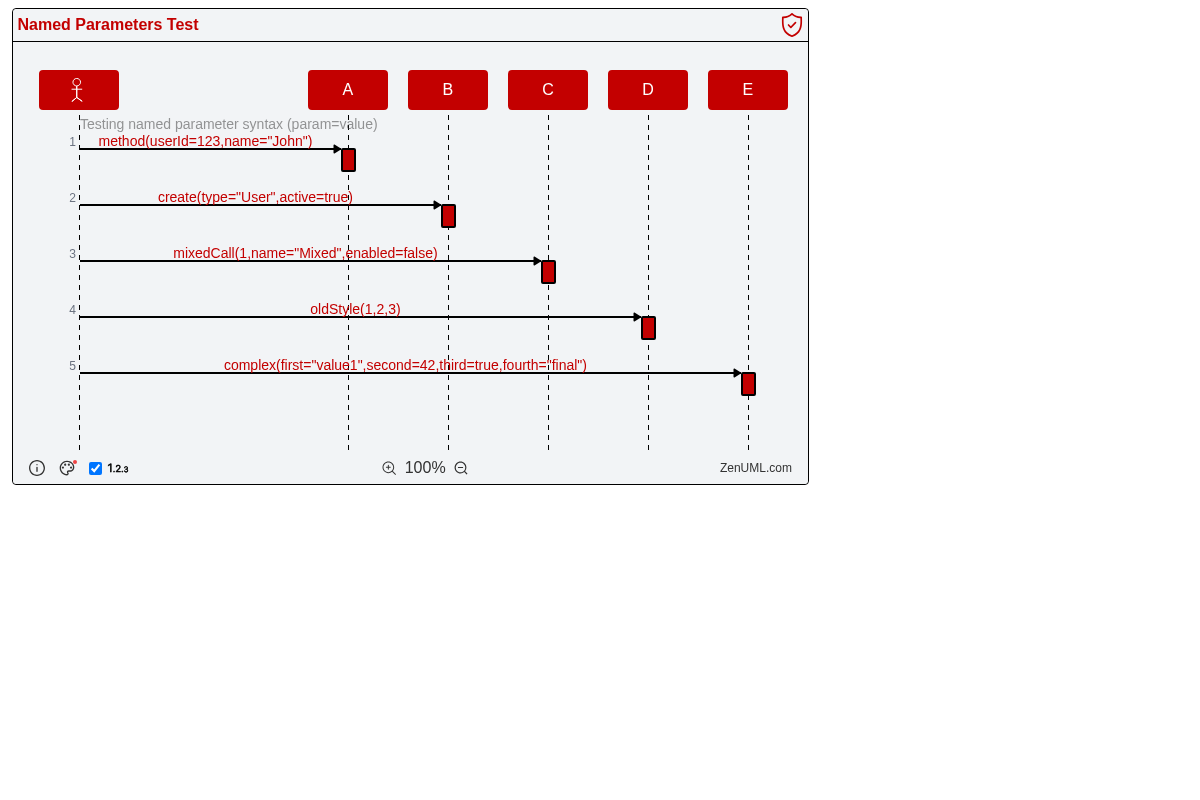 Named Parameters Test
A B C D E
Testing named parameter syntax (param=value)
1 method(userId=123,name="John")
2 create(type="User",active=true)
3 mixedCall(1,name="Mixed",enabled=false)
4 oldStyle(1,2,3)
5 complex(first="value1",second=42,third=true,fourth="final")
1.2.3 100% ZenUML.com